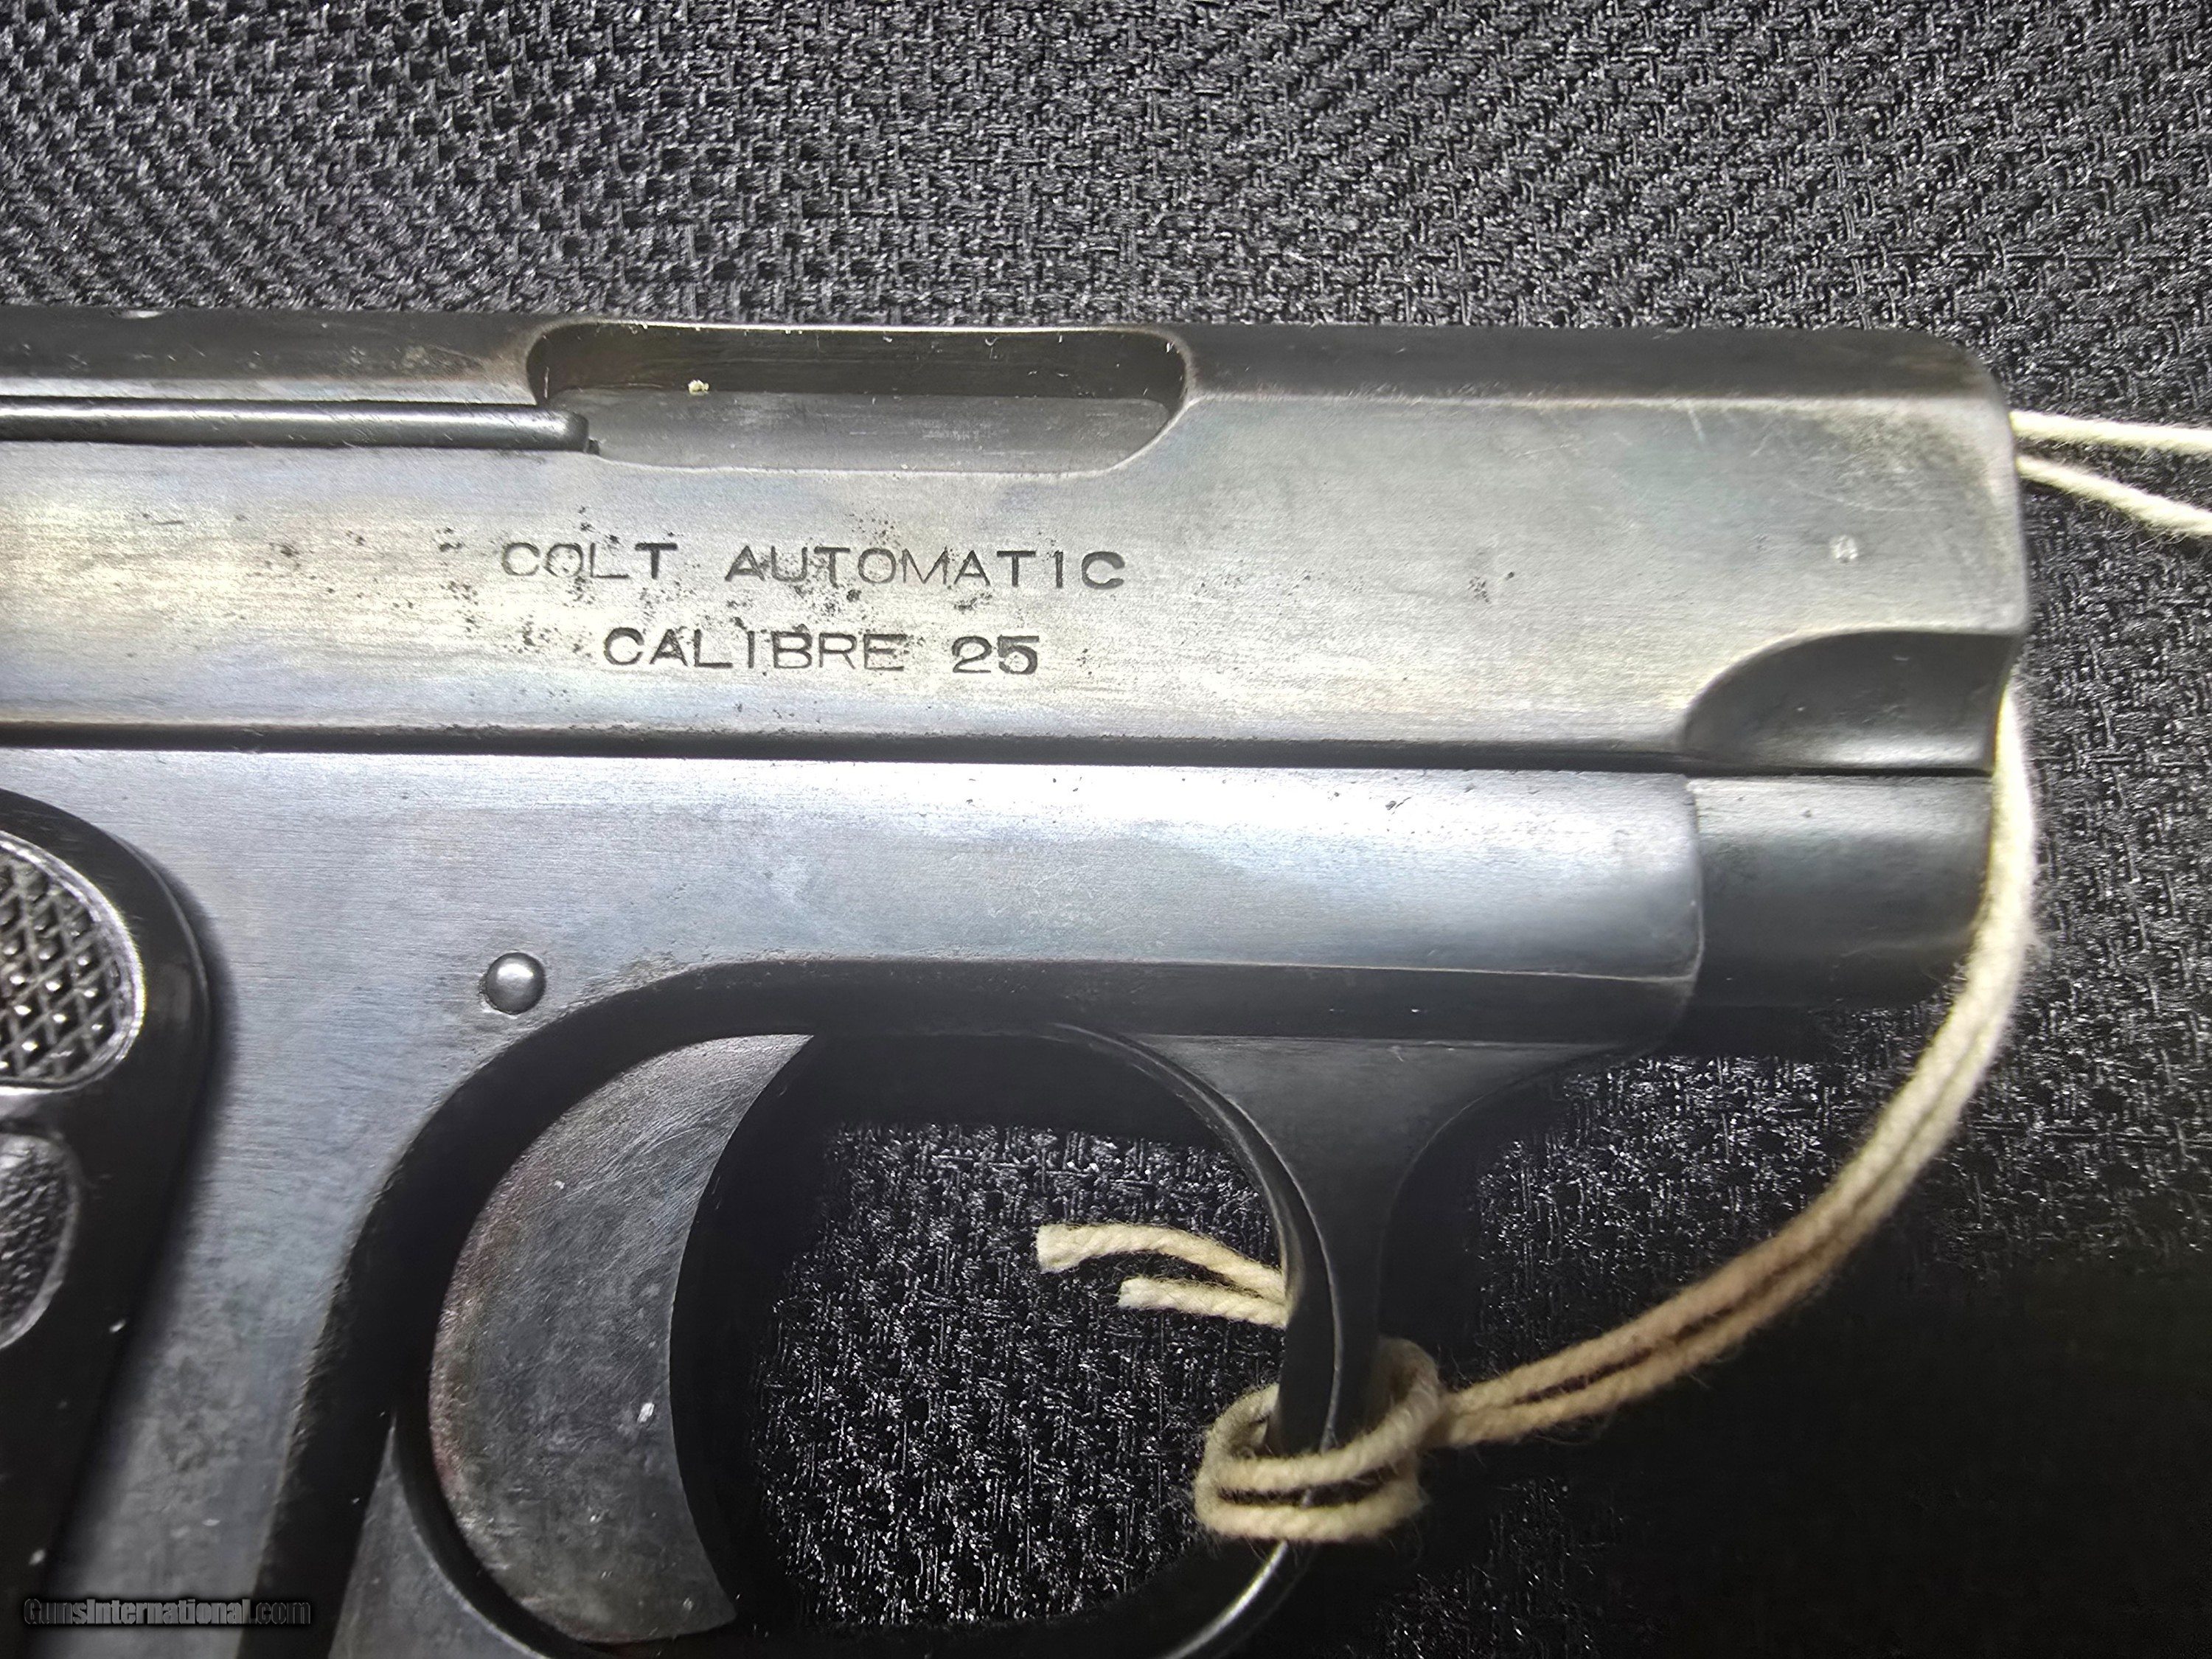 COLT AUTOMATIC
CALIBRE 25
GunsInternational.com